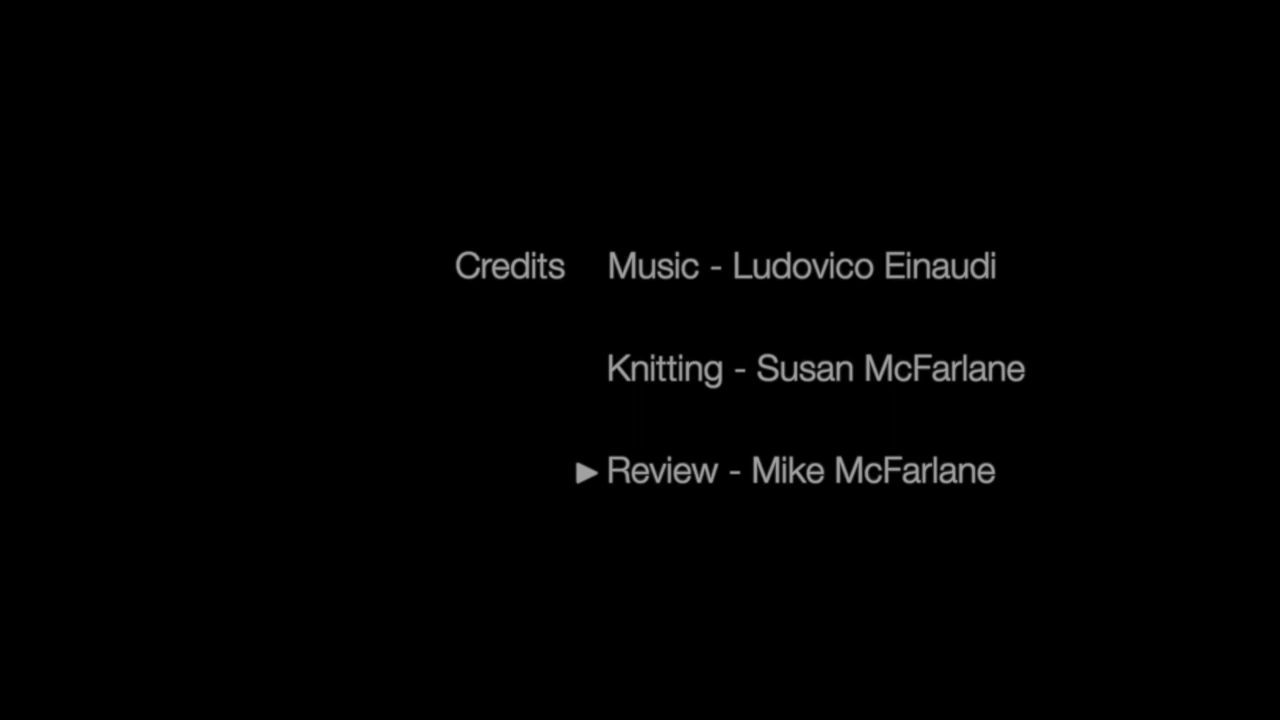 Credits Music - Ludovico Einaudi
Knitting - Susan McFarlane
▶ Review - Mike McFarlane